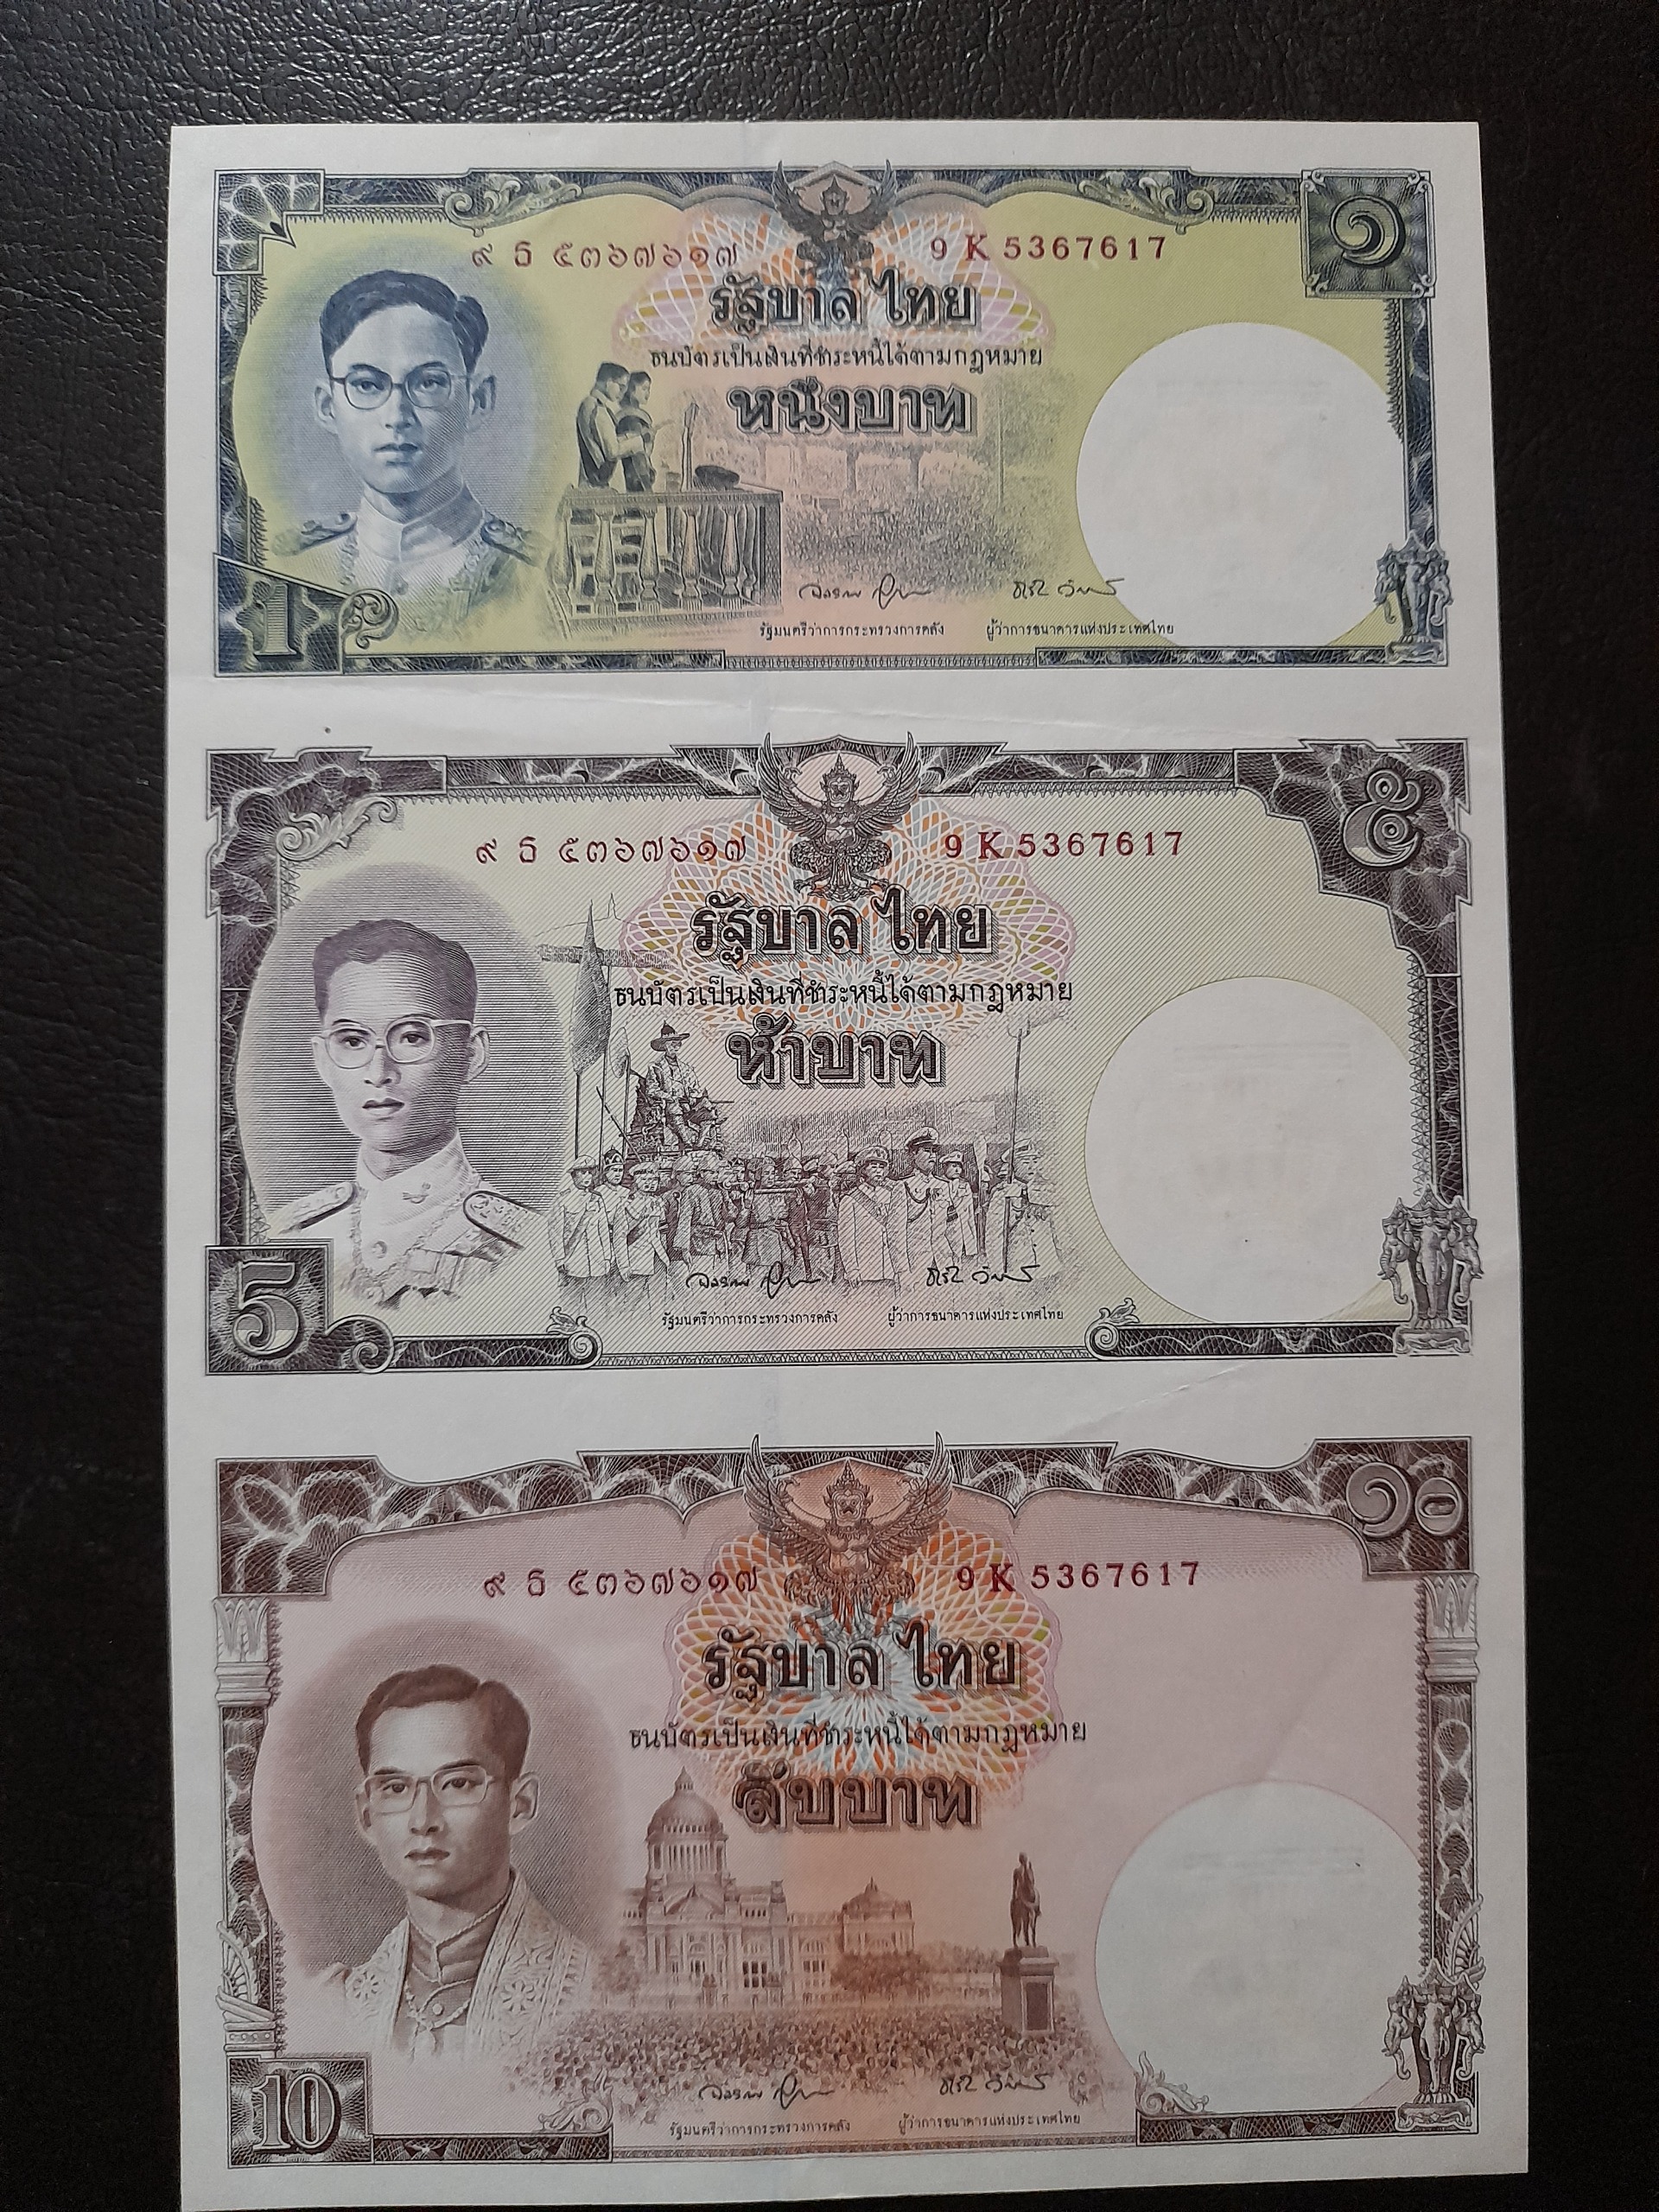 ๑
๙ ธ ๕๓๖๗๖๑๗ 9 K 5367617
รัฐบาลไทย
ธนบัตรเป็นเงินที่ชำระหนี้ได้ตามกฎหมาย
หนึ่งบาท
รัฐมนตรีว่าการกระทรวงการคลัง ผู้ว่าการธนาคารแห่งประเทศไทย
1
๕
๙ ธ ๕๓๖๗๖๑๗ 9 K 5367617
รัฐบาลไทย
ธนบัตรเป็นเงินที่ชำระหนี้ได้ตามกฎหมาย
ห้าบาท
รัฐมนตรีว่าการกระทรวงการคลัง ผู้ว่าการธนาคารแห่งประเทศไทย
5
๑๐
๙ ธ ๕๓๖๗๖๑๗ 9 K 5367617
รัฐบาลไทย
ธนบัตรเป็นเงินที่ชำระหนี้ได้ตามกฎหมาย
สิบบาท
รัฐมนตรีว่าการกระทรวงการคลัง ผู้ว่าการธนาคารแห่งประเทศไทย
10